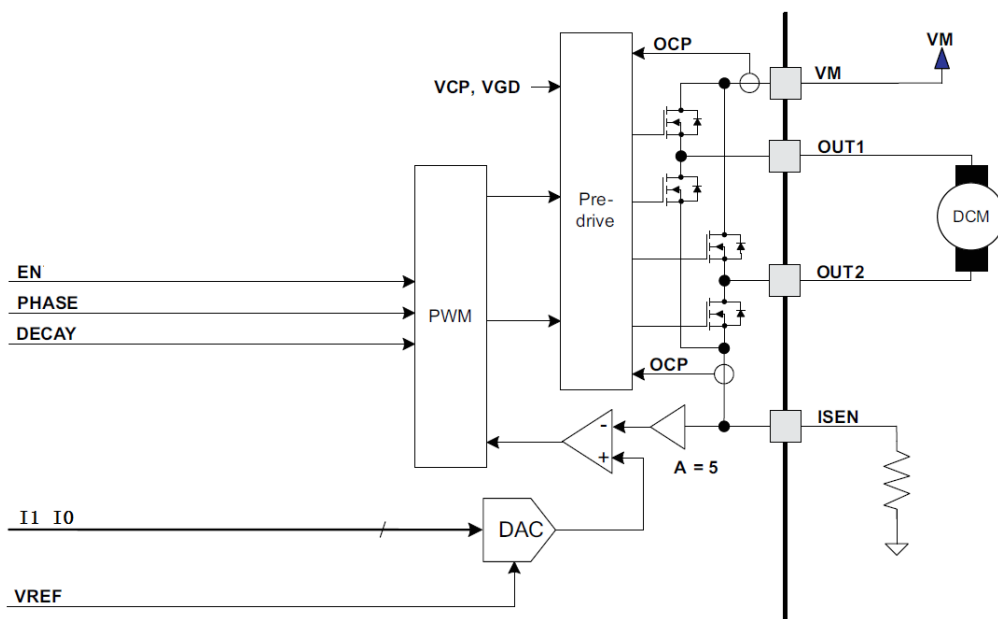 OCP
VM
VM
VCP, VGD
OUT1
Pre-
drive
DCM
EN
PHASE
DECAY
PWM
OUT2
OCP
ISEN
-
+
A = 5
I1 I0
/
DAC
VREF